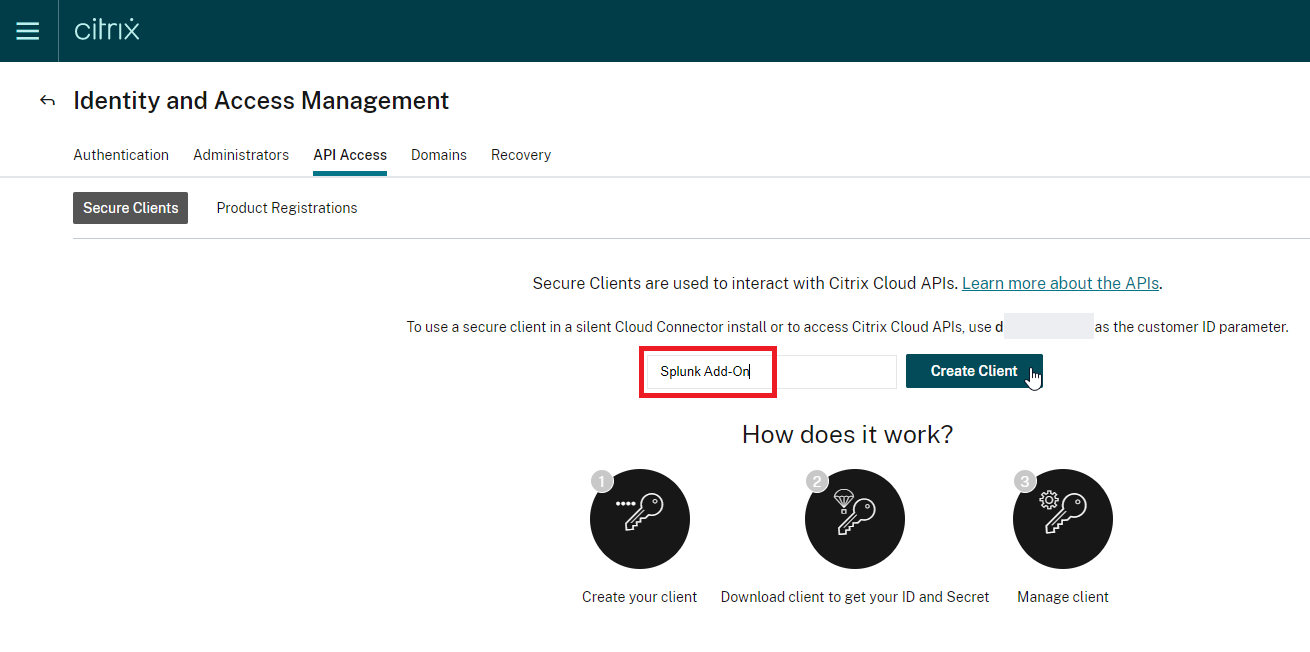 citrix
Identity and Access Management
Authentication Administrators API Access Domains Recovery
Secure Clients Product Registrations
Secure Clients are used to interact with Citrix Cloud APIs. Learn more about the APIs.
To use a secure client in a silent Cloud Connector install or to access Citrix Cloud APIs, use d as the customer ID parameter.
Splunk Add-On Create Client
How does it work?
1 2 3
Create your client Download client to get your ID and Secret Manage client